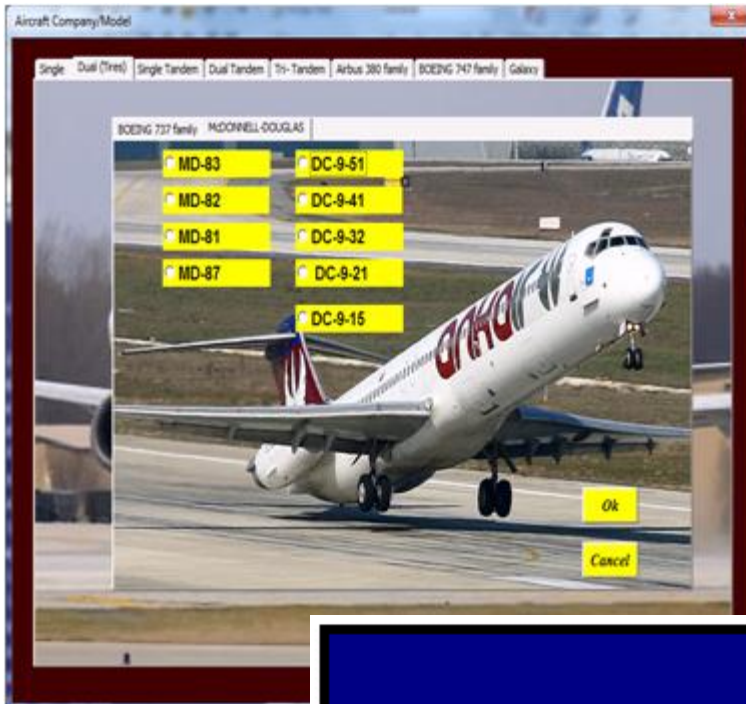 Aircraft Company/Model
Single Dual (Tires) Single Tandem Dual Tandem Tri- Tandem Airbus 380 family BOEING 747 family Galaxy
BOEING 737 family McDONNELL-DOUGLAS
MD-83 DC-9-51
MD-82 DC-9-41
MD-81 DC-9-32
MD-87 DC-9-21
DC-9-15
anka
Ok
Cancel